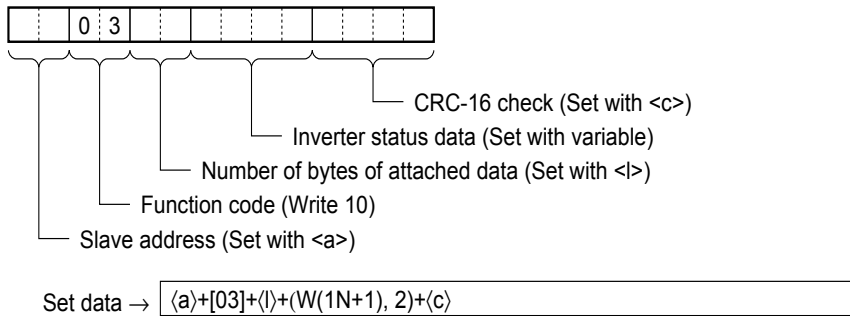 0 3
CRC-16 check (Set with <c>)
Inverter status data (Set with variable)
Number of bytes of attached data (Set with <l>)
Function code (Write 10)
Slave address (Set with <a>)
Set data → ⟨a⟩+[03]+⟨l⟩+(W(1N+1), 2)+⟨c⟩